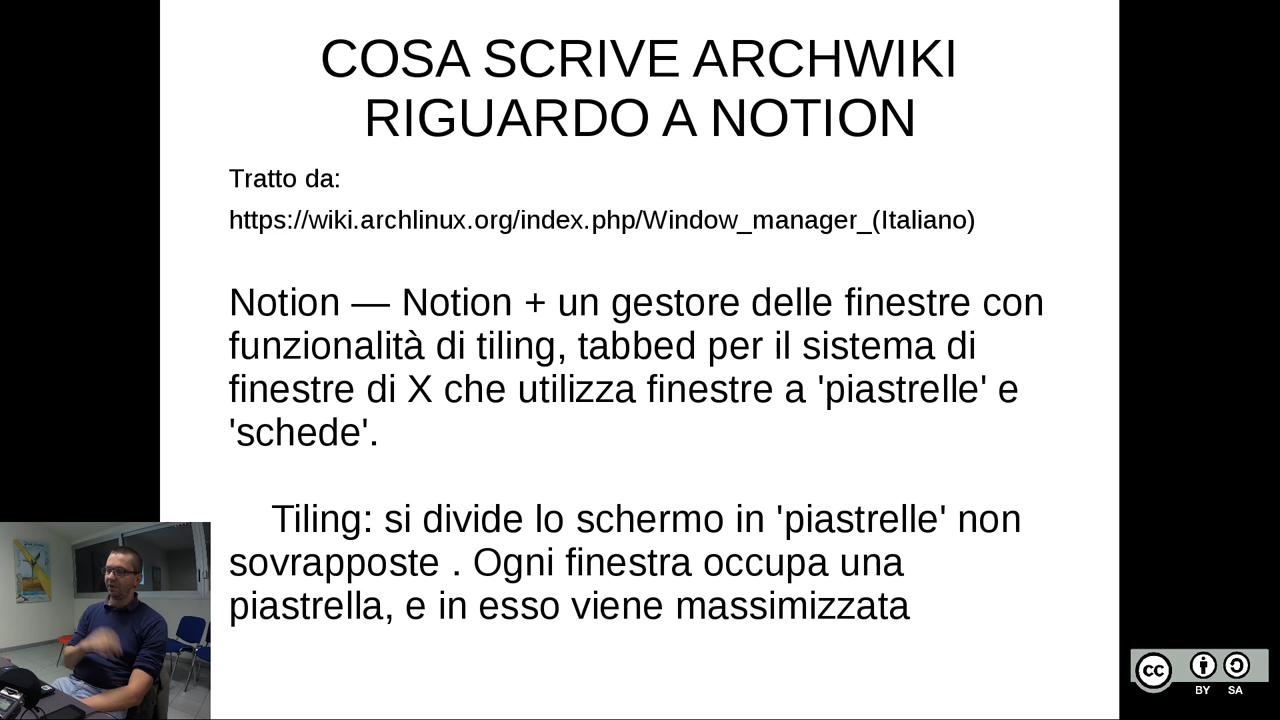 COSA SCRIVE ARCHWIKI
RIGUARDO A NOTION
Tratto da:
https://wiki.archlinux.org/index.php/Window_manager_(Italiano)
Notion — Notion + un gestore delle finestre con
funzionalità di tiling, tabbed per il sistema di
finestre di X che utilizza finestre a 'piastrelle' e
'schede'.
Tiling: si divide lo schermo in 'piastrelle' non
sovrapposte . Ogni finestra occupa una
piastrella, e in esso viene massimizzata
cc
BY SA